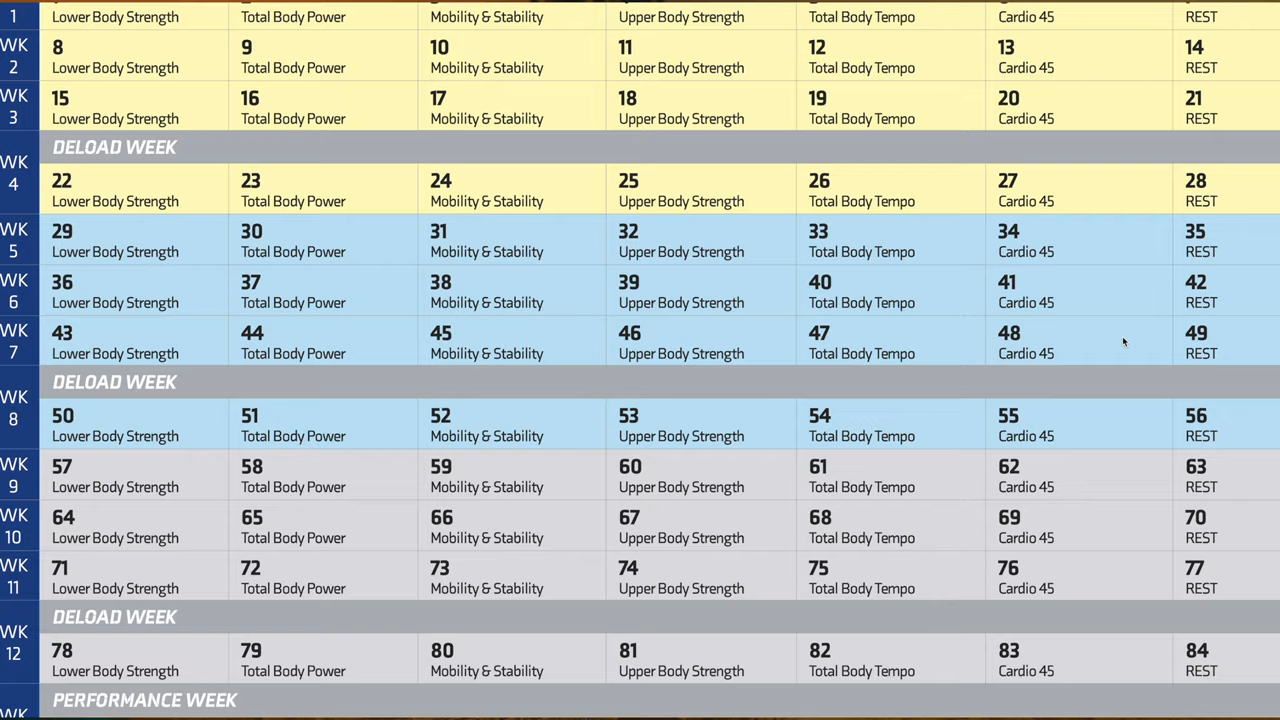 1 Lower Body Strength Total Body Power Mobility & Stability Upper Body Strength Total Body Tempo Cardio 45 REST
WK 8 9 10 11 12 13 14
2 Lower Body Strength Total Body Power Mobility & Stability Upper Body Strength Total Body Tempo Cardio 45 REST
WK 15 16 17 18 19 20 21
3 Lower Body Strength Total Body Power Mobility & Stability Upper Body Strength Total Body Tempo Cardio 45 REST
DELOAD WEEK
WK
4 22 23 24 25 26 27 28
Lower Body Strength Total Body Power Mobility & Stability Upper Body Strength Total Body Tempo Cardio 45 REST
WK 29 30 31 32 33 34 35
5 Lower Body Strength Total Body Power Mobility & Stability Upper Body Strength Total Body Tempo Cardio 45 REST
WK 36 37 38 39 40 41 42
6 Lower Body Strength Total Body Power Mobility & Stability Upper Body Strength Total Body Tempo Cardio 45 REST
WK 43 44 45 46 47 48 49
7 Lower Body Strength Total Body Power Mobility & Stability Upper Body Strength Total Body Tempo Cardio 45 REST
DELOAD WEEK
WK
8 50 51 52 53 54 55 56
Lower Body Strength Total Body Power Mobility & Stability Upper Body Strength Total Body Tempo Cardio 45 REST
WK 57 58 59 60 61 62 63
9 Lower Body Strength Total Body Power Mobility & Stability Upper Body Strength Total Body Tempo Cardio 45 REST
WK 64 65 66 67 68 69 70
10 Lower Body Strength Total Body Power Mobility & Stability Upper Body Strength Total Body Tempo Cardio 45 REST
WK 71 72 73 74 75 76 77
11 Lower Body Strength Total Body Power Mobility & Stability Upper Body Strength Total Body Tempo Cardio 45 REST
DELOAD WEEK
WK
12 78 79 80 81 82 83 84
Lower Body Strength Total Body Power Mobility & Stability Upper Body Strength Total Body Tempo Cardio 45 REST
PERFORMANCE WEEK
WK